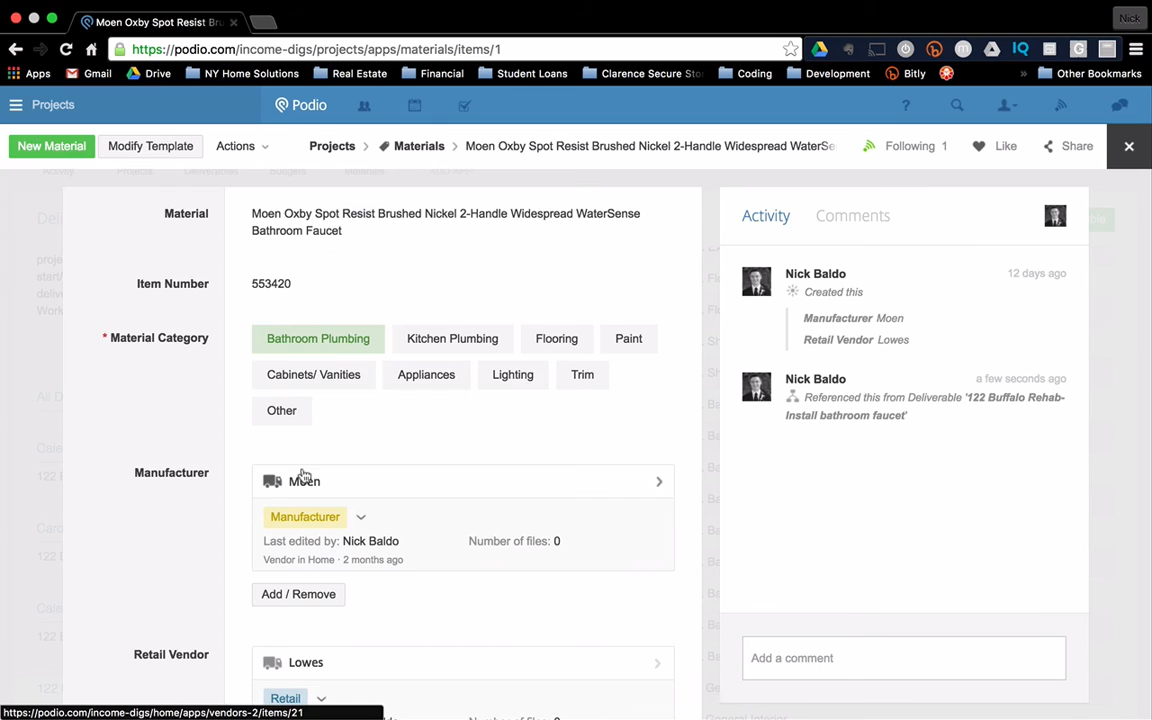 Moen Oxby Spot Resist Bru
Nick
https://podio.com/income-digs/projects/apps/materials/items/1
Apps Gmail Drive NY Home Solutions Real Estate Financial Student Loans Clarence Secure Sto Coding Development Bitly » Other Bookmarks
Projects Podio ?
New Material Modify Template Actions Projects Materials Moen Oxby Spot Resist Brushed Nickel 2-Handle Widespread WaterSe... Following 1 Like Share
Material
Moen Oxby Spot Resist Brushed Nickel 2-Handle Widespread WaterSense
Bathroom Faucet
Item Number 553420
* Material Category Bathroom Plumbing Kitchen Plumbing Flooring Paint
Cabinets/ Vanities Appliances Lighting Trim
Other
Manufacturer Moen
Manufacturer
Last edited by: Nick Baldo Number of files: 0
Vendor in Home · 2 months ago
Add / Remove
Retail Vendor Lowes
Retail
Activity Comments
Nick Baldo 12 days ago
Created this
Manufacturer Moen
Retail Vendor Lowes
Nick Baldo a few seconds ago
Referenced this from Deliverable '122 Buffalo Rehab-
Install bathroom faucet'
Add a comment
https://podio.com/income-digs/home/apps/vendors-2/items/21